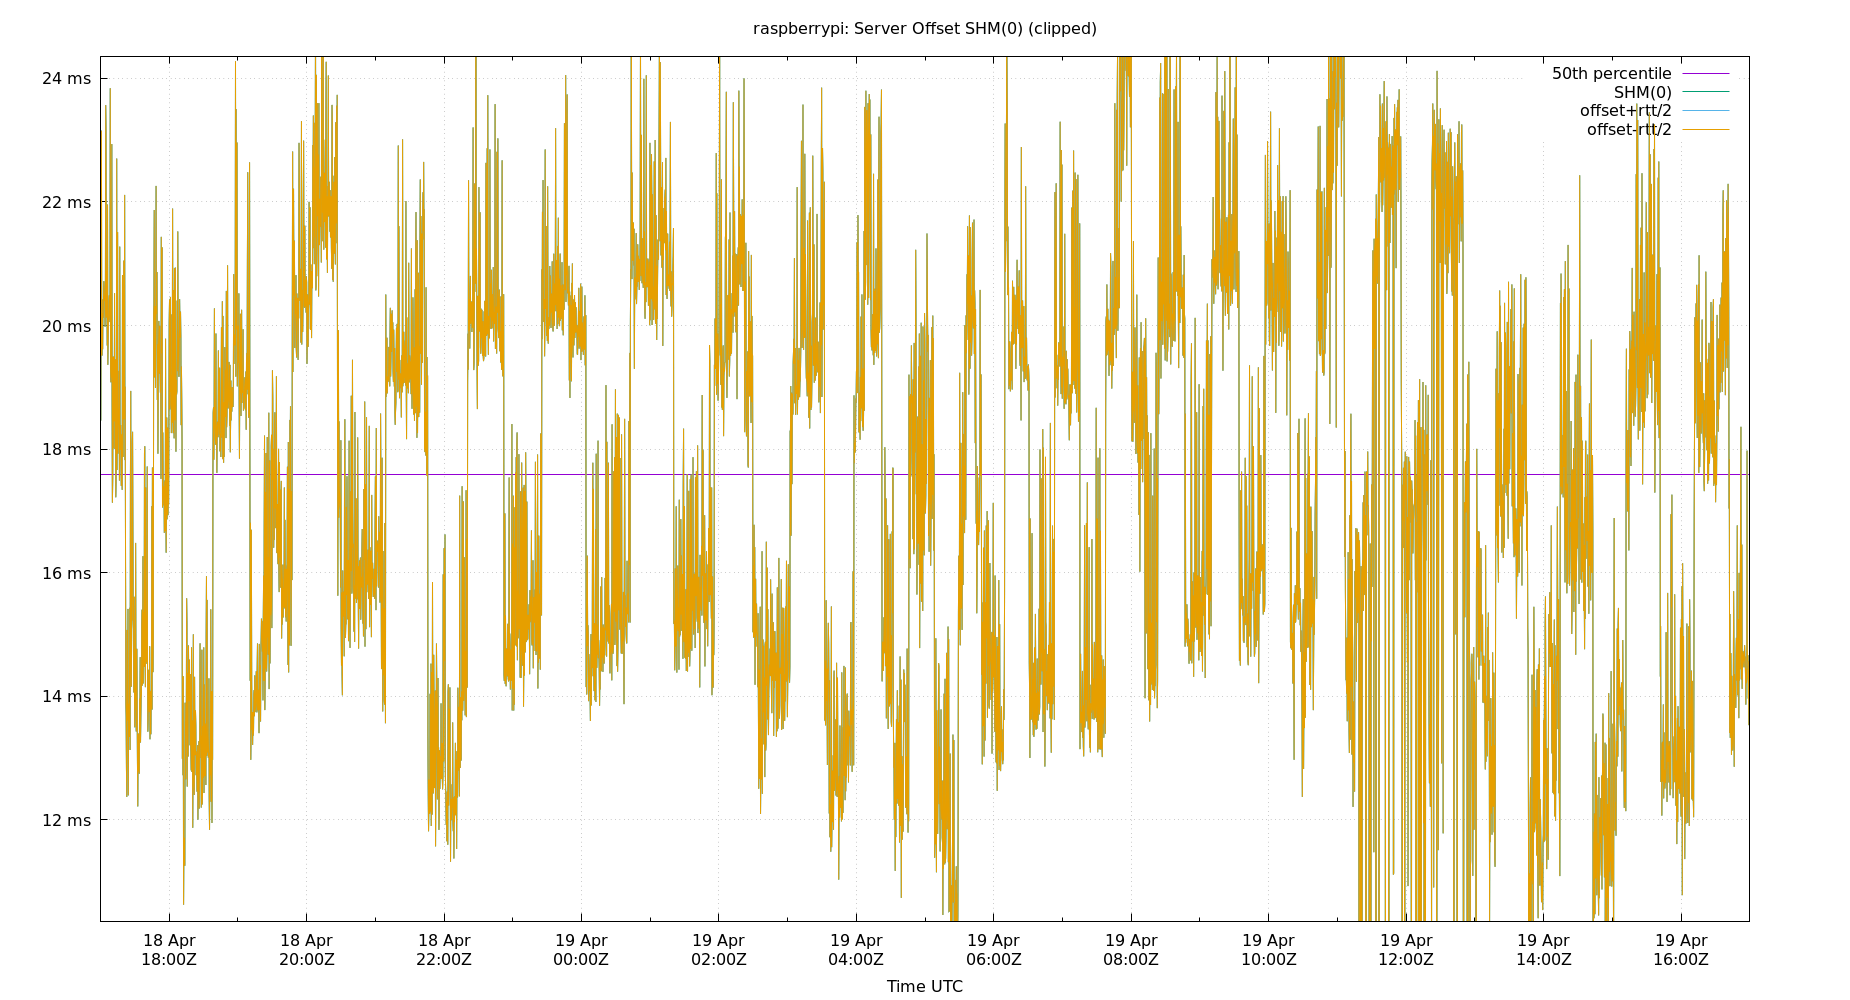 raspberrypi: Server Offset SHM(0) (clipped)
24 ms
22 ms
20 ms
18 ms
16 ms
14 ms
12 ms
50th percentile
SHM(0)
offset+rtt/2
offset-rtt/2
18 Apr
18:00Z
18 Apr
20:00Z
18 Apr
22:00Z
19 Apr
00:00Z
19 Apr
02:00Z
19 Apr
04:00Z
19 Apr
06:00Z
19 Apr
08:00Z
19 Apr
10:00Z
19 Apr
12:00Z
19 Apr
14:00Z
19 Apr
16:00Z
Time UTC